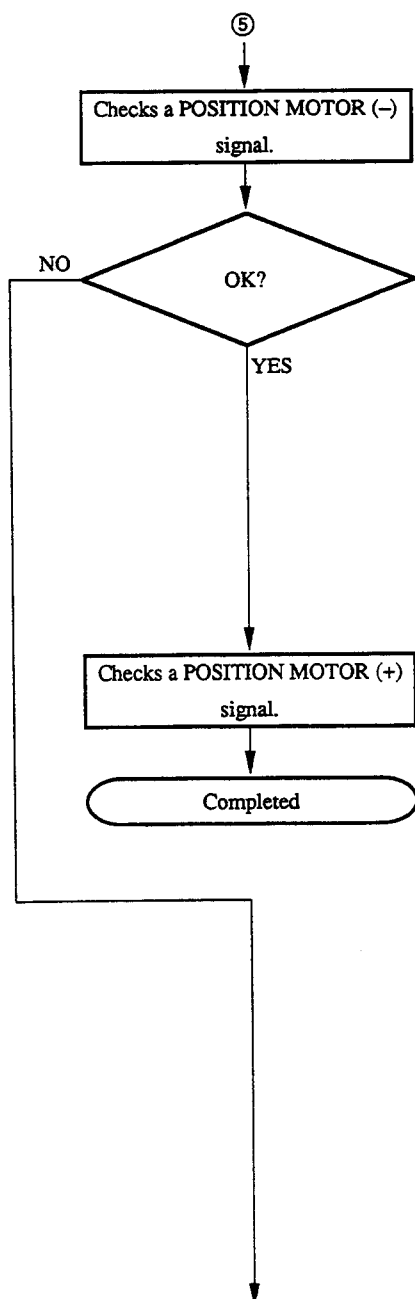 ⑤
Checks a POSITION MOTOR (–)
signal.
NO
OK?
YES
Checks a POSITION MOTOR (+)
signal.
Completed